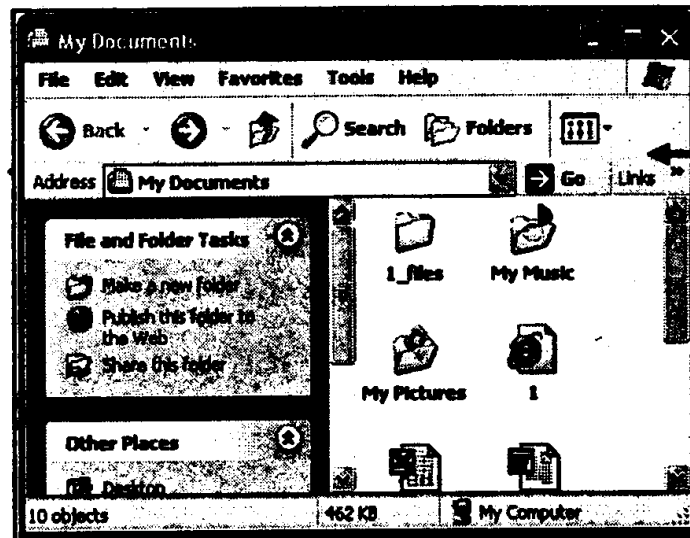 My Documents
File Edit View Favorites Tools Help
Back Search Folders
Address My Documents Go Links »
File and Folder Tasks
Make a new folder
Publish this folder to
the Web
Share this folder
Other Places
Desktop
1_files My Music
My Pictures 1
10 objects 462 KB My Computer